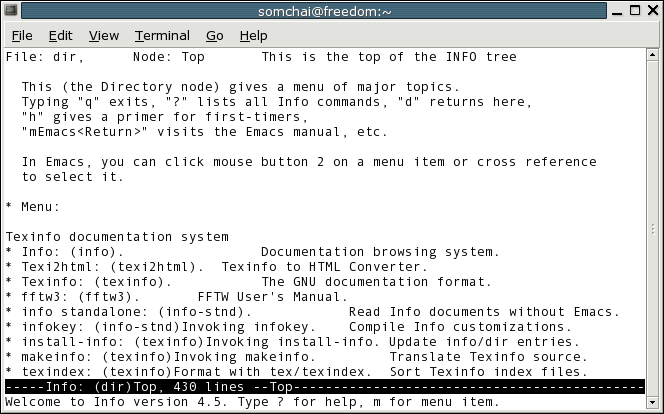 somchai@freedom:~
File Edit View Terminal Go Help
File: dir,      Node: Top       This is the top of the INFO tree
  This (the Directory node) gives a menu of major topics.
  Typing "q" exits, "?" lists all Info commands, "d" returns here,
  "h" gives a primer for first-timers,
  "mEmacs<Return>" visits the Emacs manual, etc.
  In Emacs, you can click mouse button 2 on a menu item or cross reference
  to select it.
* Menu:
Texinfo documentation system
* Info: (info).                 Documentation browsing system.
* Texi2html: (texi2html).  Texinfo to HTML Converter.
* Texinfo: (texinfo).           The GNU documentation format.
* fftw3: (fftw3).       FFTW User's Manual.
* info standalone: (info-stnd).            Read Info documents without Emacs.
* infokey: (info-stnd)Invoking infokey.    Compile Info customizations.
* install-info: (texinfo)Invoking install-info. Update info/dir entries.
* makeinfo: (texinfo)Invoking makeinfo.         Translate Texinfo source.
* texindex: (texinfo)Format with tex/texindex.  Sort Texinfo index files.
-----Info: (dir)Top, 430 lines --Top--------------------------------------------
Welcome to Info version 4.5. Type ? for help, m for menu item.